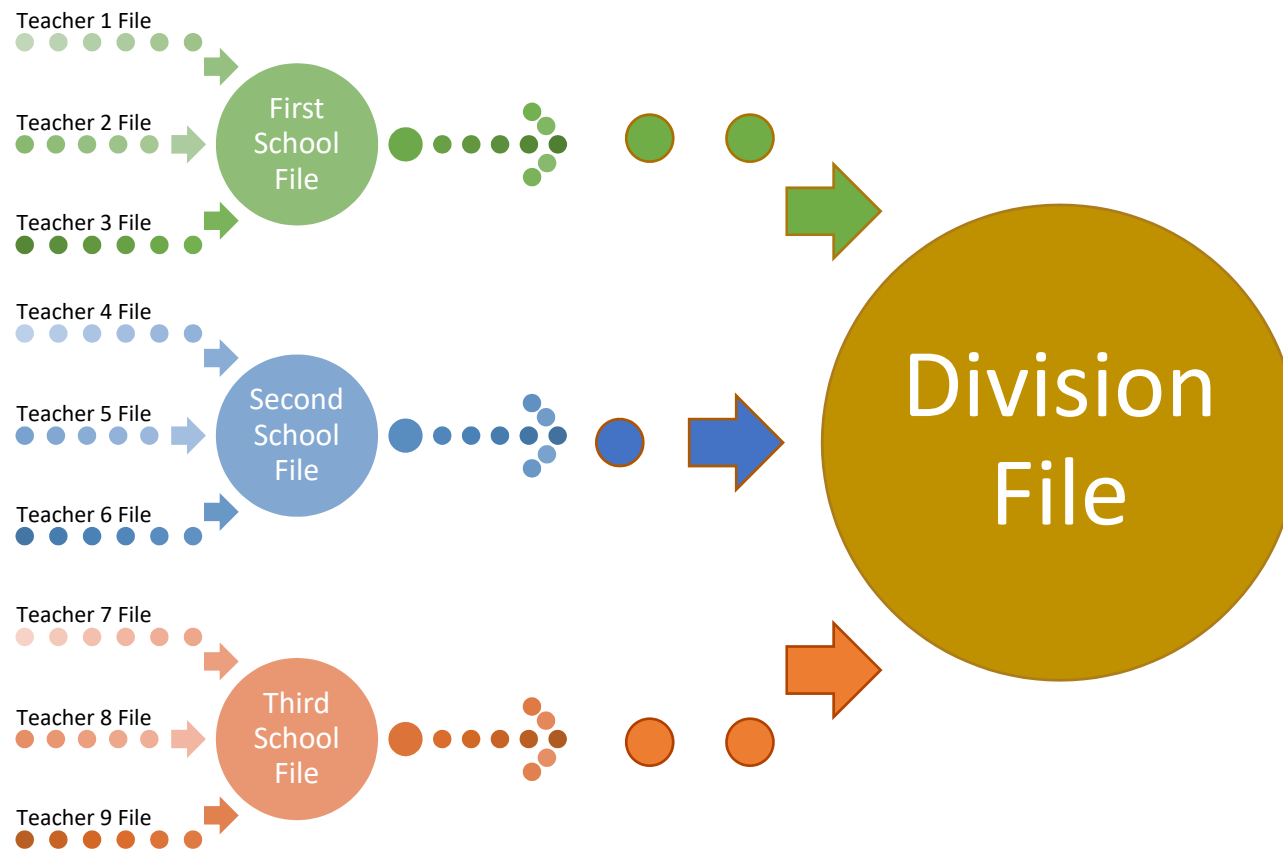 Teacher 1 File
Teacher 2 File
Teacher 3 File
First
School
File
Teacher 4 File
Teacher 5 File
Teacher 6 File
Second
School
File
Teacher 7 File
Teacher 8 File
Teacher 9 File
Third
School
File
Division
File